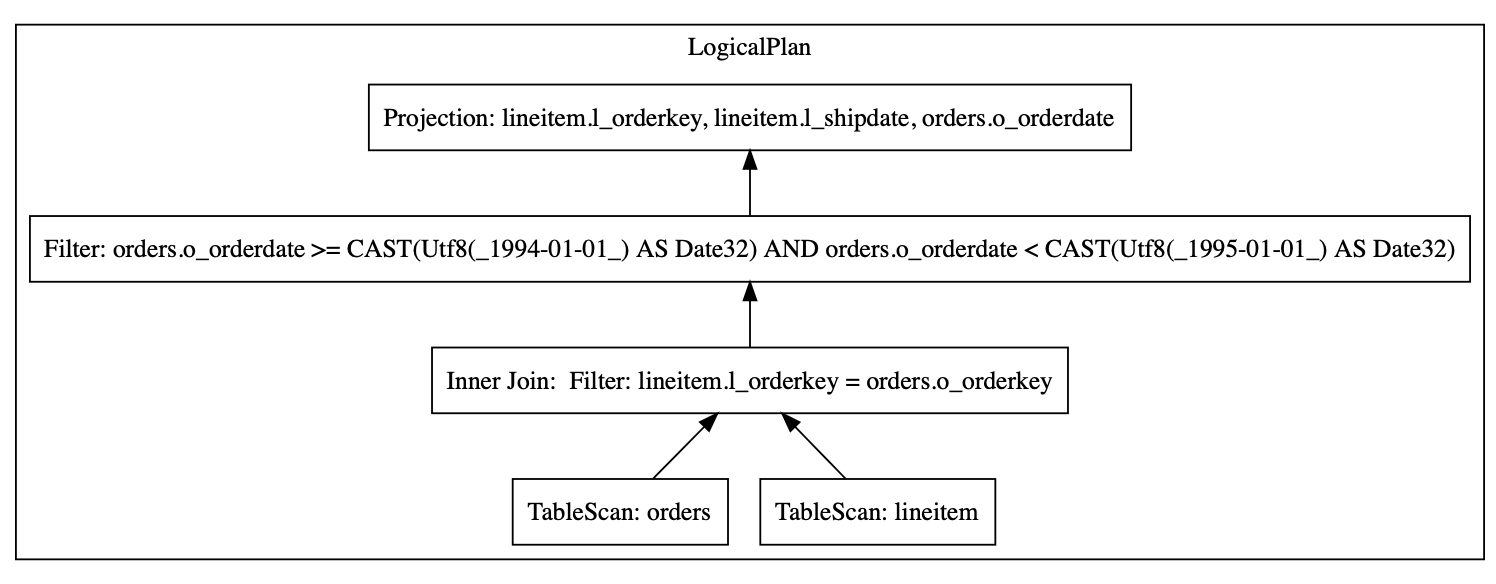 LogicalPlan
Projection: lineitem.l_orderkey, lineitem.l_shipdate, orders.o_orderdate
Filter: orders.o_orderdate >= CAST(Utf8(_1994-01-01_) AS Date32) AND orders.o_orderdate < CAST(Utf8(_1995-01-01_) AS Date32)
Inner Join:  Filter: lineitem.l_orderkey = orders.o_orderkey
TableScan: orders
TableScan: lineitem